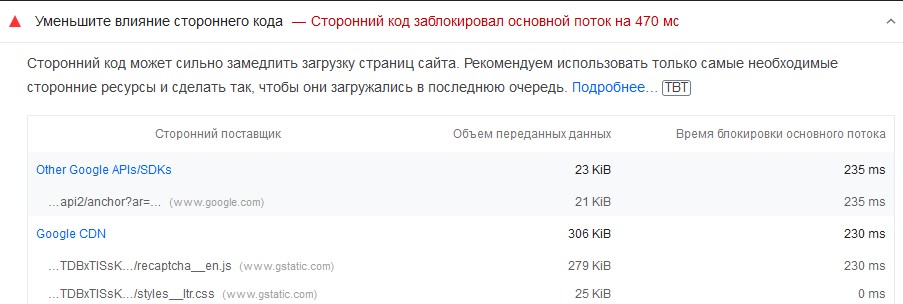 Уменьшите влияние стороннего кода — Сторонний код заблокировал основной поток на 470 мс
Сторонний код может сильно замедлить загрузку страниц сайта. Рекомендуем использовать только самые необходимые
сторонние ресурсы и сделать так, чтобы они загружались в последнюю очередь. Подробнее… TBT
Сторонний поставщик Объем переданных данных Время блокировки основного потока
Other Google APIs/SDKs 23 KiB 235 ms
…api2/anchor?ar=… (www.google.com) 21 KiB 235 ms
Google CDN 306 KiB 230 ms
…TDBxTlSsK…/recaptcha__en.js (www.gstatic.com) 279 KiB 230 ms
…TDBxTlSsK…/styles__ltr.css (www.gstatic.com) 25 KiB 0 ms